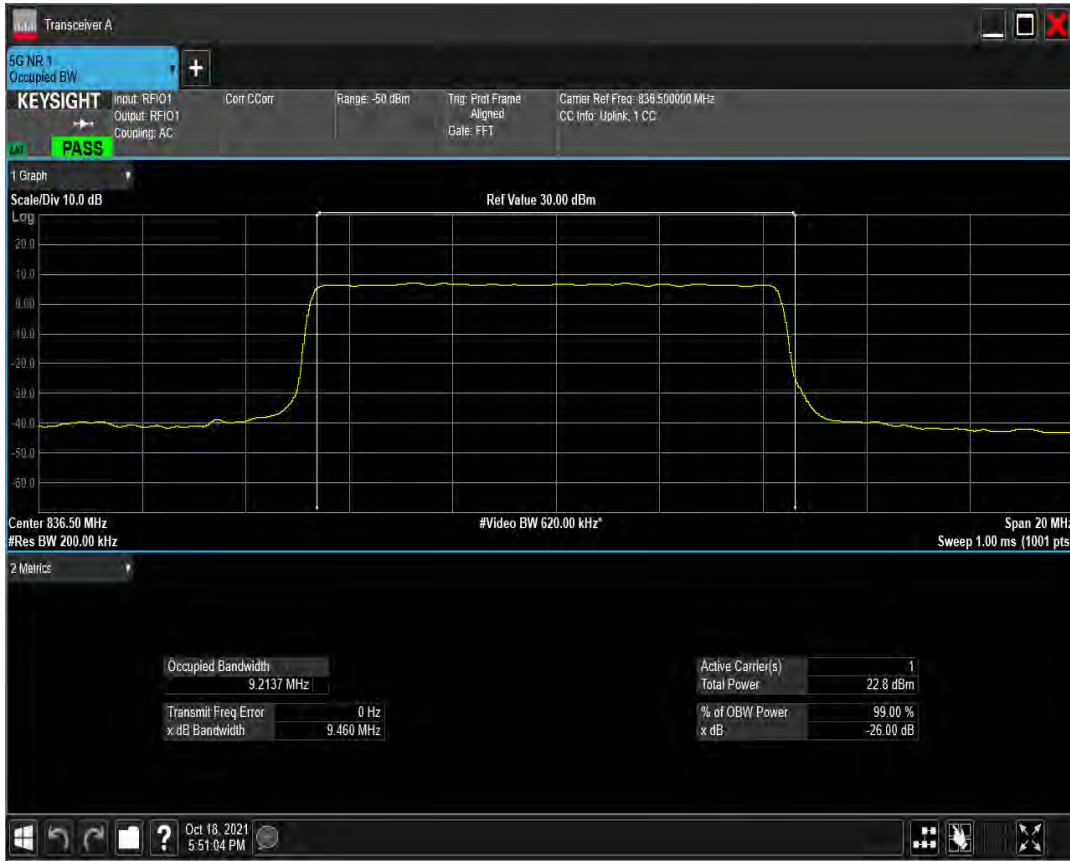 Transceiver A
5G NR 1
Occupied BW
+
KEYSIGHT
Input: RFIO1
Output: RFIO1
Coupling: AC
Corr CCorr
Range: -50 dBm
Trig: Prot Frame
Aligned
Gate: FFT
Carrier Ref Freq: 836.500000 MHz
CC Info: Uplink, 1 CC
PASS
1 Graph
Scale/Div 10.0 dB
Ref Value 30.00 dBm
Log
20.0
10.0
0.00
-10.0
-20.0
-30.0
-40.0
-50.0
-60.0
Center 836.50 MHz
#Video BW 620.00 kHz*
Span 20 MHz
#Res BW 200.00 kHz
Sweep 1.00 ms (1001 pts
2 Metrics
Occupied Bandwidth
9.2137 MHz
Transmit Freq Error 0 Hz
x dB Bandwidth 9.460 MHz
Active Carrier(s) 1
Total Power 22.8 dBm
% of OBW Power 99.00 %
x dB -26.00 dB
?
Oct 18, 2021
5:51:04 PM